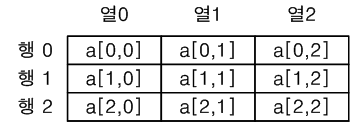 열0 열1 열2
행 0 a[0,0] a[0,1] a[0,2]
행 1 a[1,0] a[1,1] a[1,2]
행 2 a[2,0] a[2,1] a[2,2]